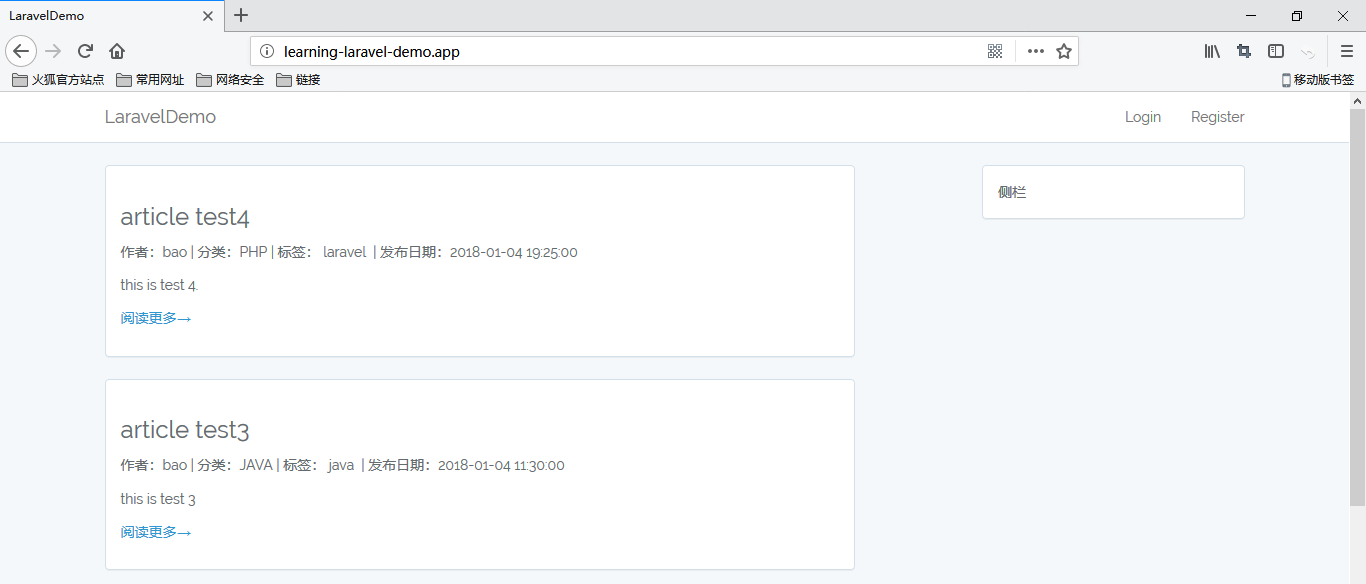 LaravelDemo
learning-laravel-demo.app
火狐官方站点 常用网址 网络安全 链接 移动版书签
LaravelDemo Login Register
article test4
作者：bao | 分类：PHP | 标签： laravel | 发布日期：2018-01-04 19:25:00
this is test 4.
阅读更多→
侧栏
article test3
作者：bao | 分类：JAVA | 标签： java | 发布日期：2018-01-04 11:30:00
this is test 3
阅读更多→